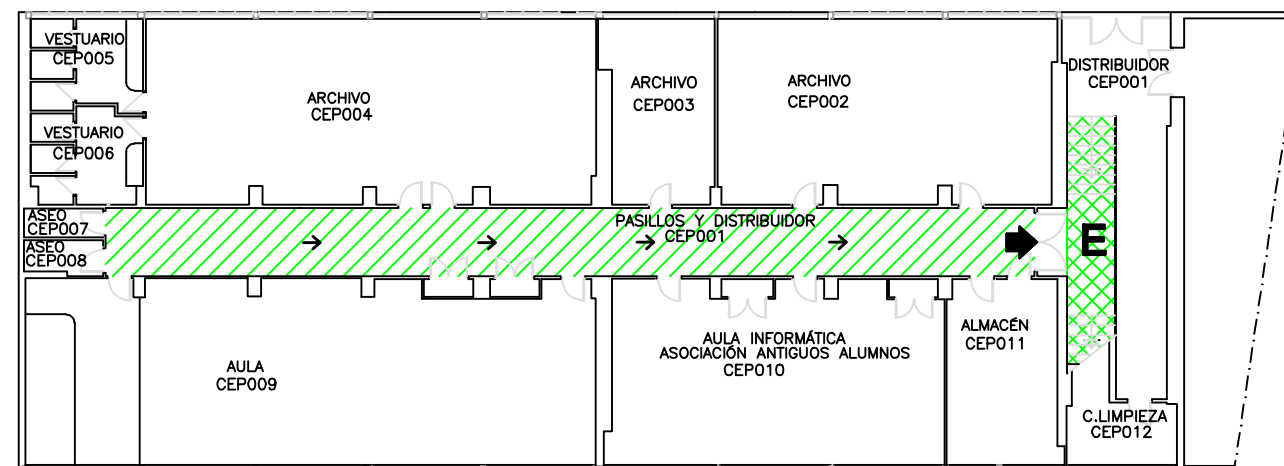 VESTUARIO
CEP005
ARCHIVO
CEP004
ARCHIVO
CEP003
ARCHIVO
CEP002
DISTRIBUIDOR
CEP001
VESTUARIO
CEP006
ASEO
CEP007
ASEO
CEP008
PASILLOS Y DISTRIBUIDOR
CEP001
E
AULA
CEP009
AULA INFORMÁTICA
ASOCIACIÓN ANTIGUOS ALUMNOS
CEP010
ALMACÉN
CEP011
C.LIMPIEZA
CEP012